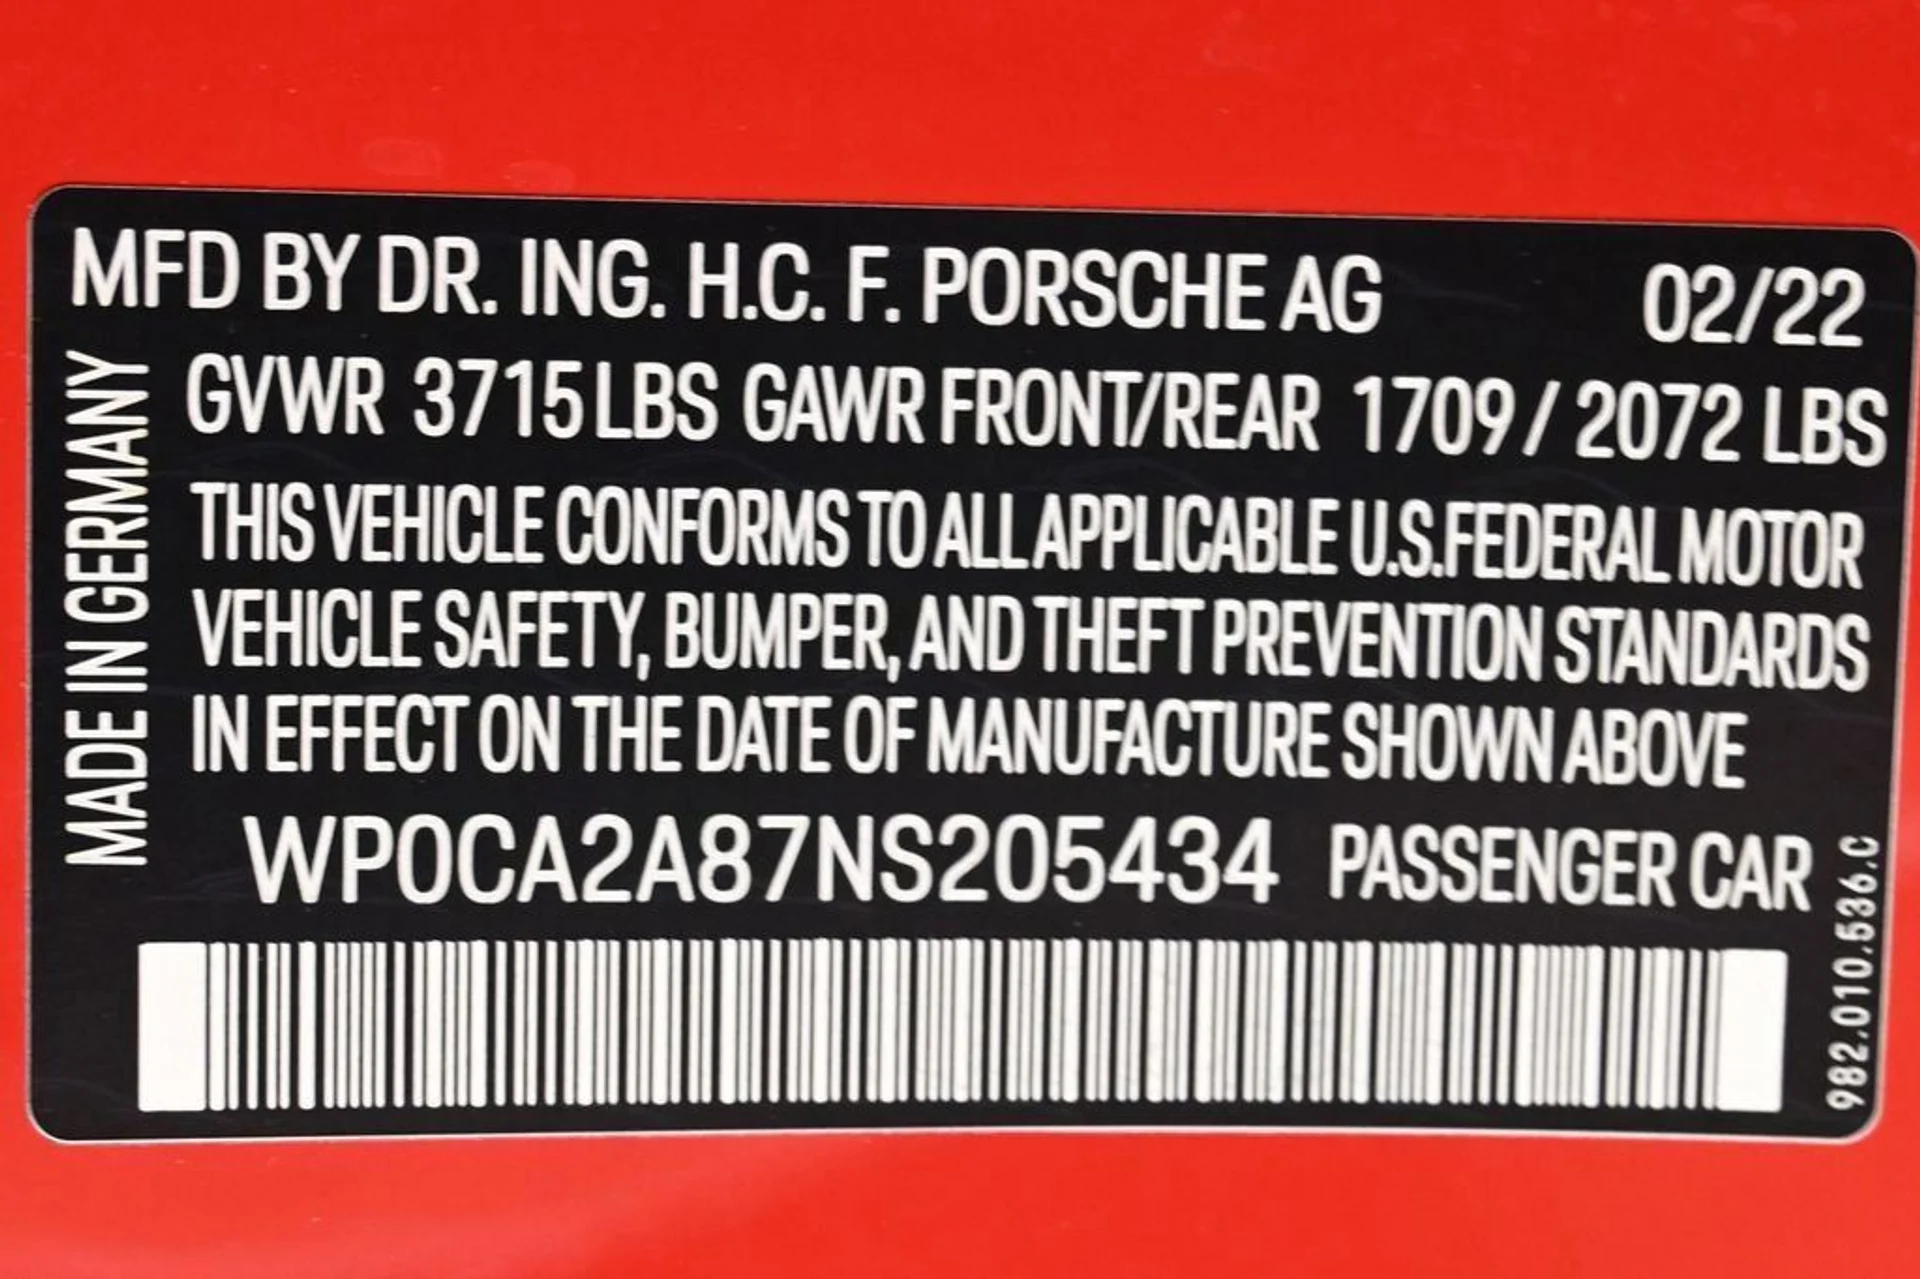 MFD BY DR. ING. H.C. F. PORSCHE AG 02/22
GVWR 3715 LBS GAWR FRONT/REAR 1709 / 2072 LBS
THIS VEHICLE CONFORMS TO ALL APPLICABLE U.S.FEDERAL MOTOR
VEHICLE SAFETY, BUMPER, AND THEFT PREVENTION STANDARDS
IN EFFECT ON THE DATE OF MANUFACTURE SHOWN ABOVE
WP0CA2A87NS205434 PASSENGER CAR
MADE IN GERMANY
982.010.536.C